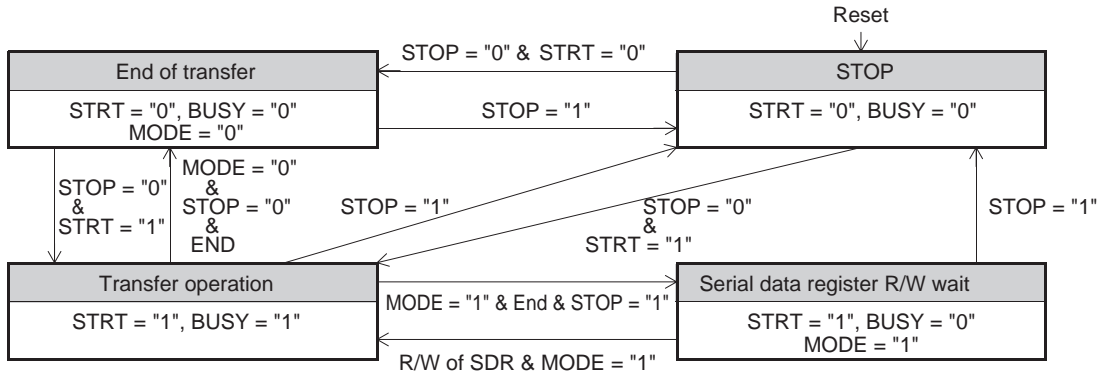 Reset
STOP = "0" & STRT = "0"
End of transfer
STOP
STRT = "0", BUSY = "0"
MODE = "0"
STOP = "1"
STRT = "0", BUSY = "0"
STOP = "0"
&
STRT = "1"
MODE = "0"
&
STOP = "0"
&
END
STOP = "1"
STOP = "0"
&
STRT = "1"
STOP = "1"
Transfer operation
STRT = "1", BUSY = "1"
MODE = "1" & End & STOP = "1"
Serial data register R/W wait
STRT = "1", BUSY = "0"
MODE = "1"
R/W of SDR & MODE = "1"